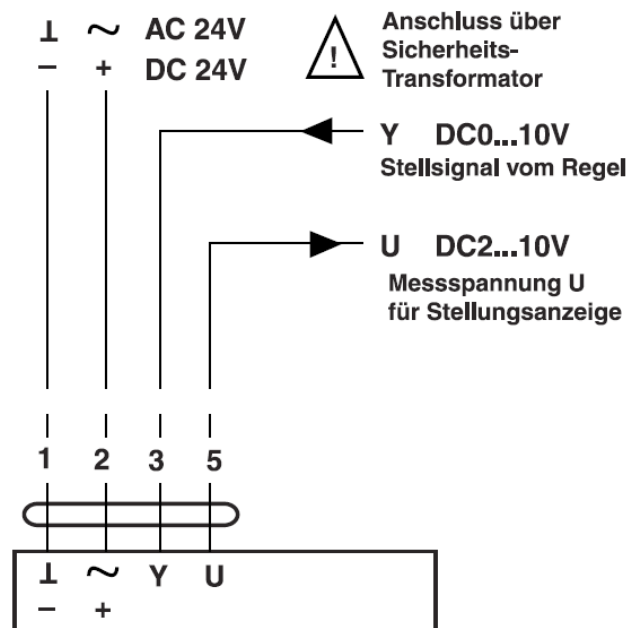 ⊥ ~ AC 24V
− + DC 24V
Anschluss über
Sicherheits-
Transformator
!
Y DC0...10V
Stellsignal vom Regel
U DC2...10V
Messspannung U
für Stellungsanzeige
1 2 3 5
⊥ ~ Y U
− +